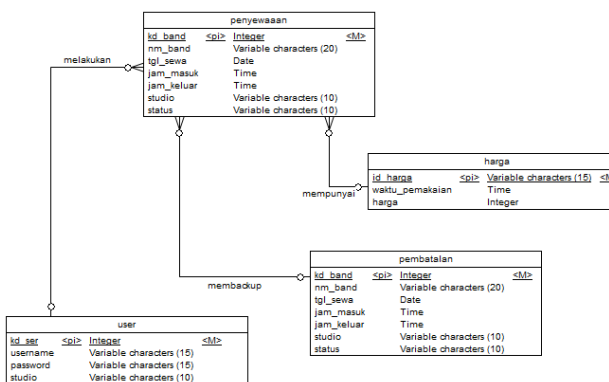 penyewaaan
kd_band <pi> Integer <M>
nm_band Variable characters (20)
tgl_sewa Date
jam_masuk Time
jam_keluar Time
studio Variable characters (10)
status Variable characters (10)
melakukan
harga
id_harga <pi> Variable characters (15) <M
waktu_pemakaian Time
harga Integer
mempunyai
pembatalan
kd_band <pi> Integer <M>
nm_band Variable characters (20)
tgl_sewa Date
jam_masuk Time
jam_keluar Time
studio Variable characters (10)
status Variable characters (10)
membackup
user
kd_ser <pi> Integer <M>
username Variable characters (15)
password Variable characters (15)
studio Variable characters (10)